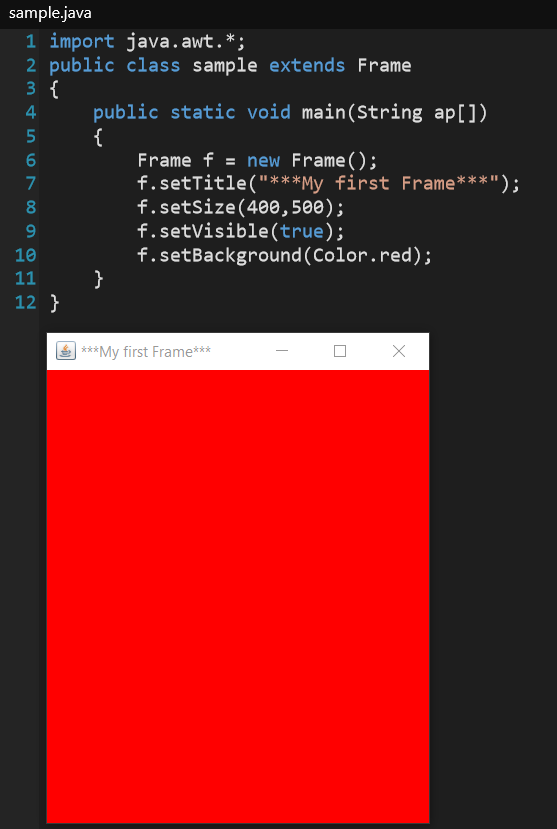 sample.java
1 import java.awt.*;
2 public class sample extends Frame
3 {
4     public static void main(String ap[])
5     {
6         Frame f = new Frame();
7         f.setTitle("***My first Frame***");
8         f.setSize(400,500);
9         f.setVisible(true);
10         f.setBackground(Color.red);
11     }
12 }
***My first Frame***